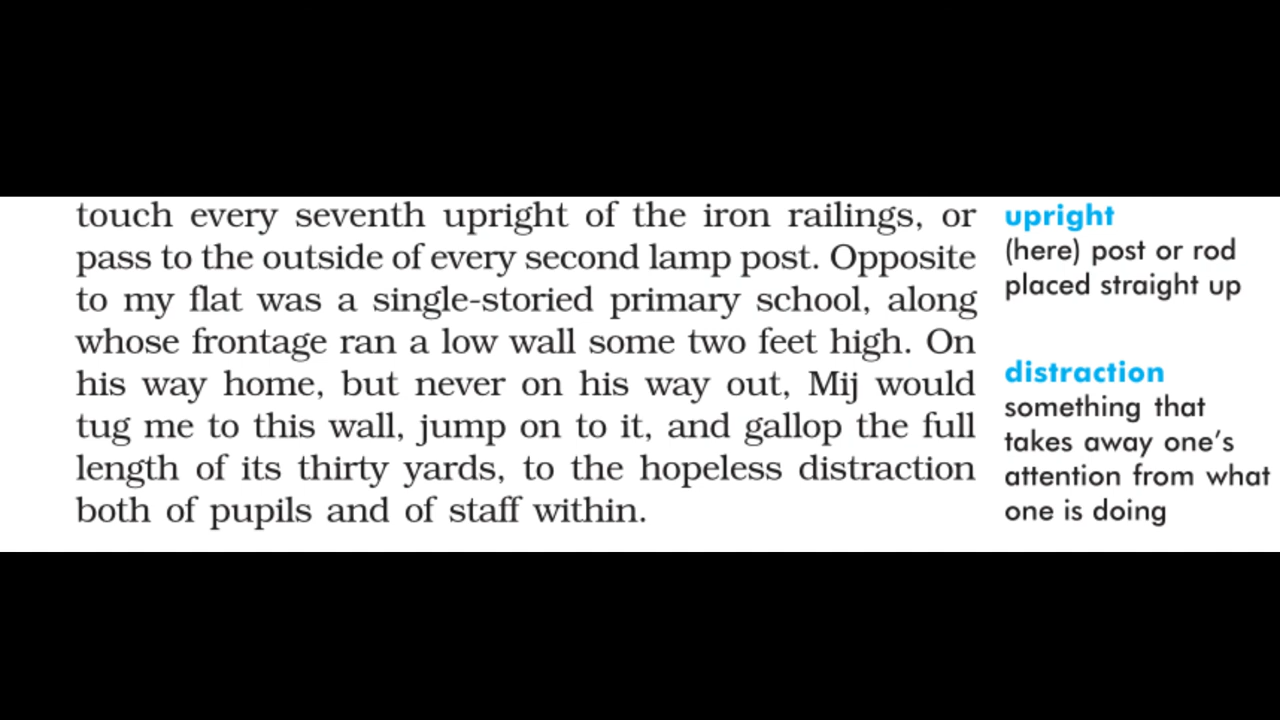 touch every seventh upright of the iron railings, or
pass to the outside of every second lamp post. Opposite
to my flat was a single-storied primary school, along
whose frontage ran a low wall some two feet high. On
his way home, but never on his way out, Mij would
tug me to this wall, jump on to it, and gallop the full
length of its thirty yards, to the hopeless distraction
both of pupils and of staff within.
upright
(here) post or rod
placed straight up
distraction
something that
takes away one's
attention from what
one is doing